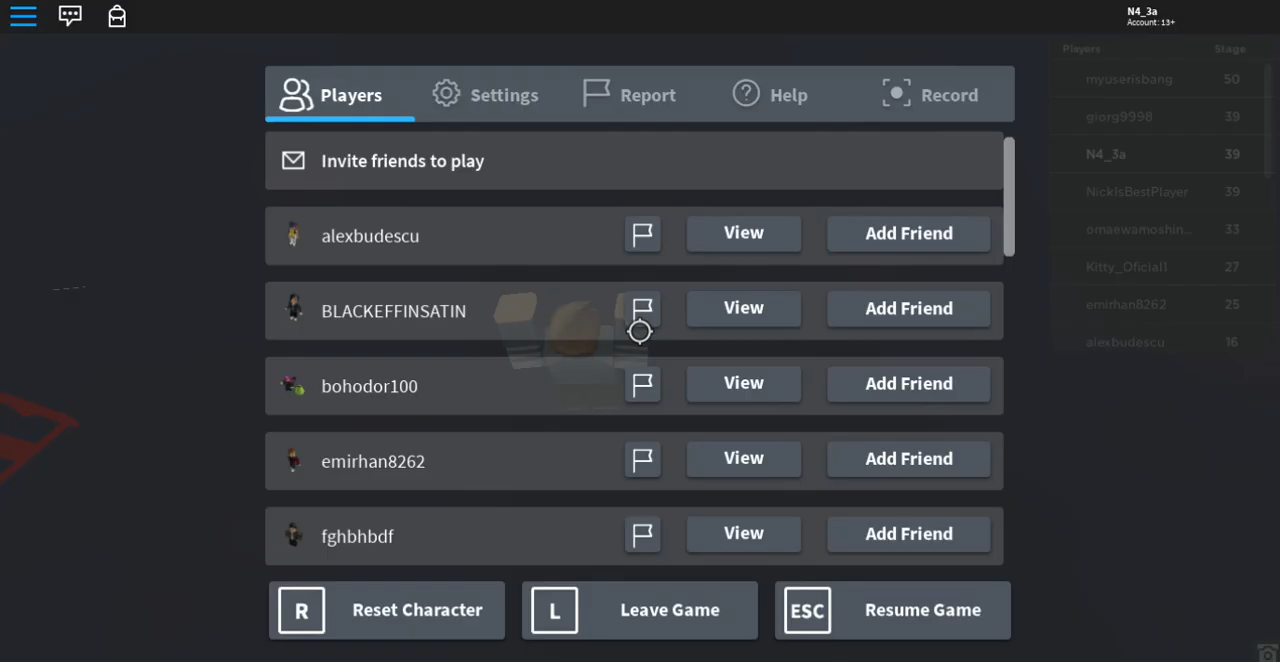 N4_3a
Account: 13+
Players Settings Report Help Record
Invite friends to play
alexbudescu View Add Friend
BLACKEFFINSATIN View Add Friend
bohodor100 View Add Friend
emirhan8262 View Add Friend
fghbhbdf View Add Friend
R Reset Character L Leave Game ESC Resume Game
Players Stage
myuserisbang 50
giorg9998 39
N4_3a 39
NickIsBestPlayer 39
omaewamoshin... 33
Kitty_Oficial1 27
emirhan8262 25
alexbudescu 16